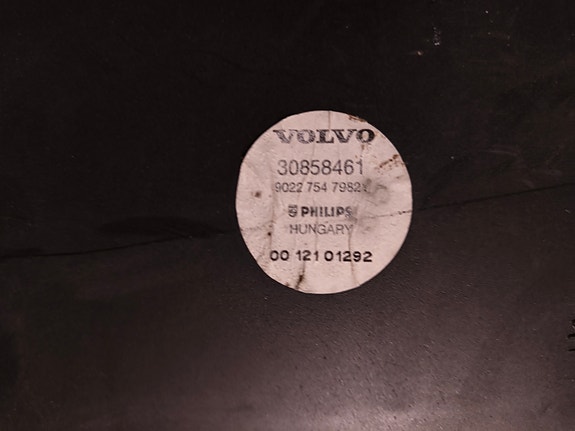 VOLVO
30858461
9022 754 79821
PHILIPS
HUNGARY
00 121 01292